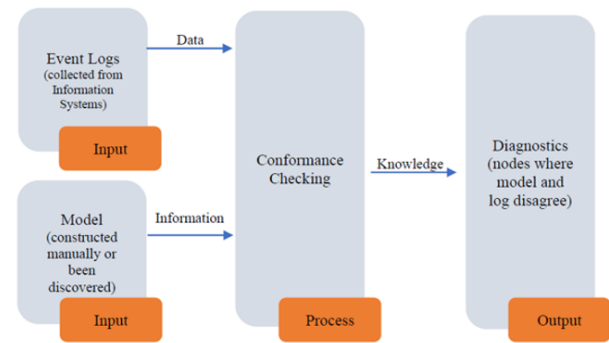 Event Logs
(collected from
Information
Systems)
Input
Data
Model
(constructed
manually or
been
discovered)
Input
Information
Conformance
Checking
Process
Knowledge
Diagnostics
(nodes where
model and
log disagree)
Output